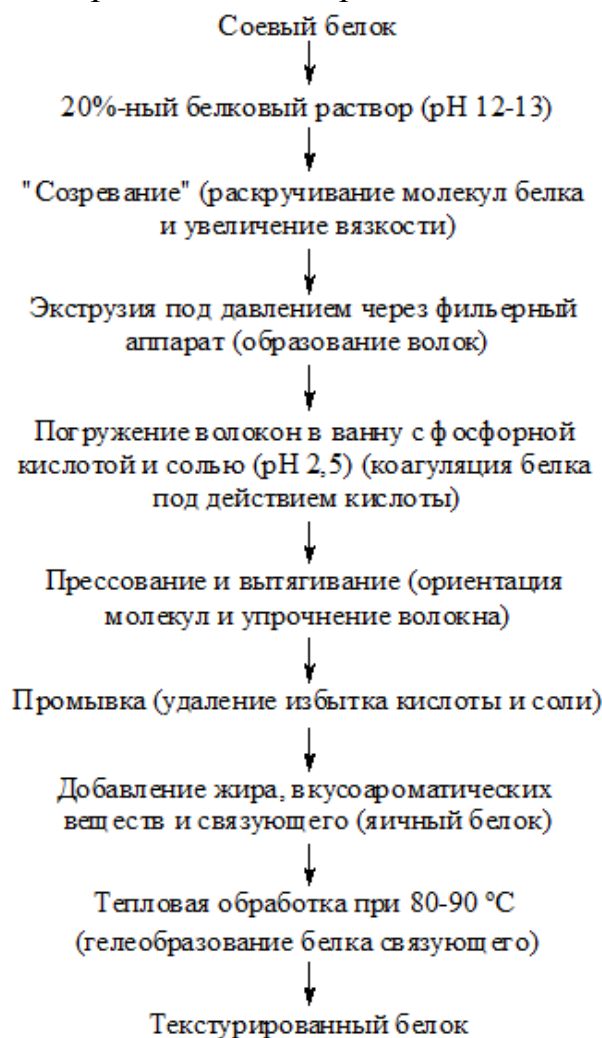 Соевый белок
20%-ный белковый раствор (рН 12-13)
"Созревание" (раскручивание молекул белка
и увеличение вязкости)
Экструзия под давлением через фильерный
аппарат (образование волок)
Погружение волокон в ванну с фосфорной
кислотой и солью (рН 2,5) (коагуляция белка
под действием кислоты)
Прессование и вытягивание (ориентация
молекул и упрочнение волокна)
Промывка (удаление избытка кислоты и соли)
Добавление жира, вкусоароматических
веществ и связующего (яичный белок)
Тепловая обработка при 80-90 °С
(гелеобразование белка связующего)
Текстурированный белок